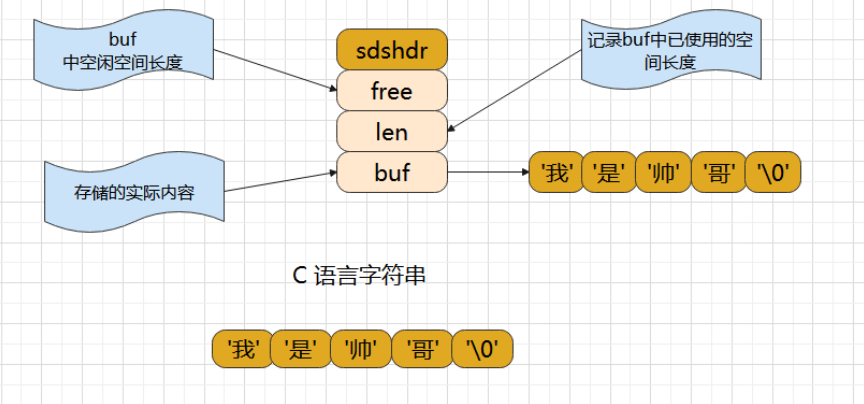 buf
中空闲空间长度
sdshdr
记录buf中已使用的空
间长度
free
len
存储的实际内容
buf
'我' '是' '帅' '哥' '\0'
C 语言字符串
'我' '是' '帅' '哥' '\0'